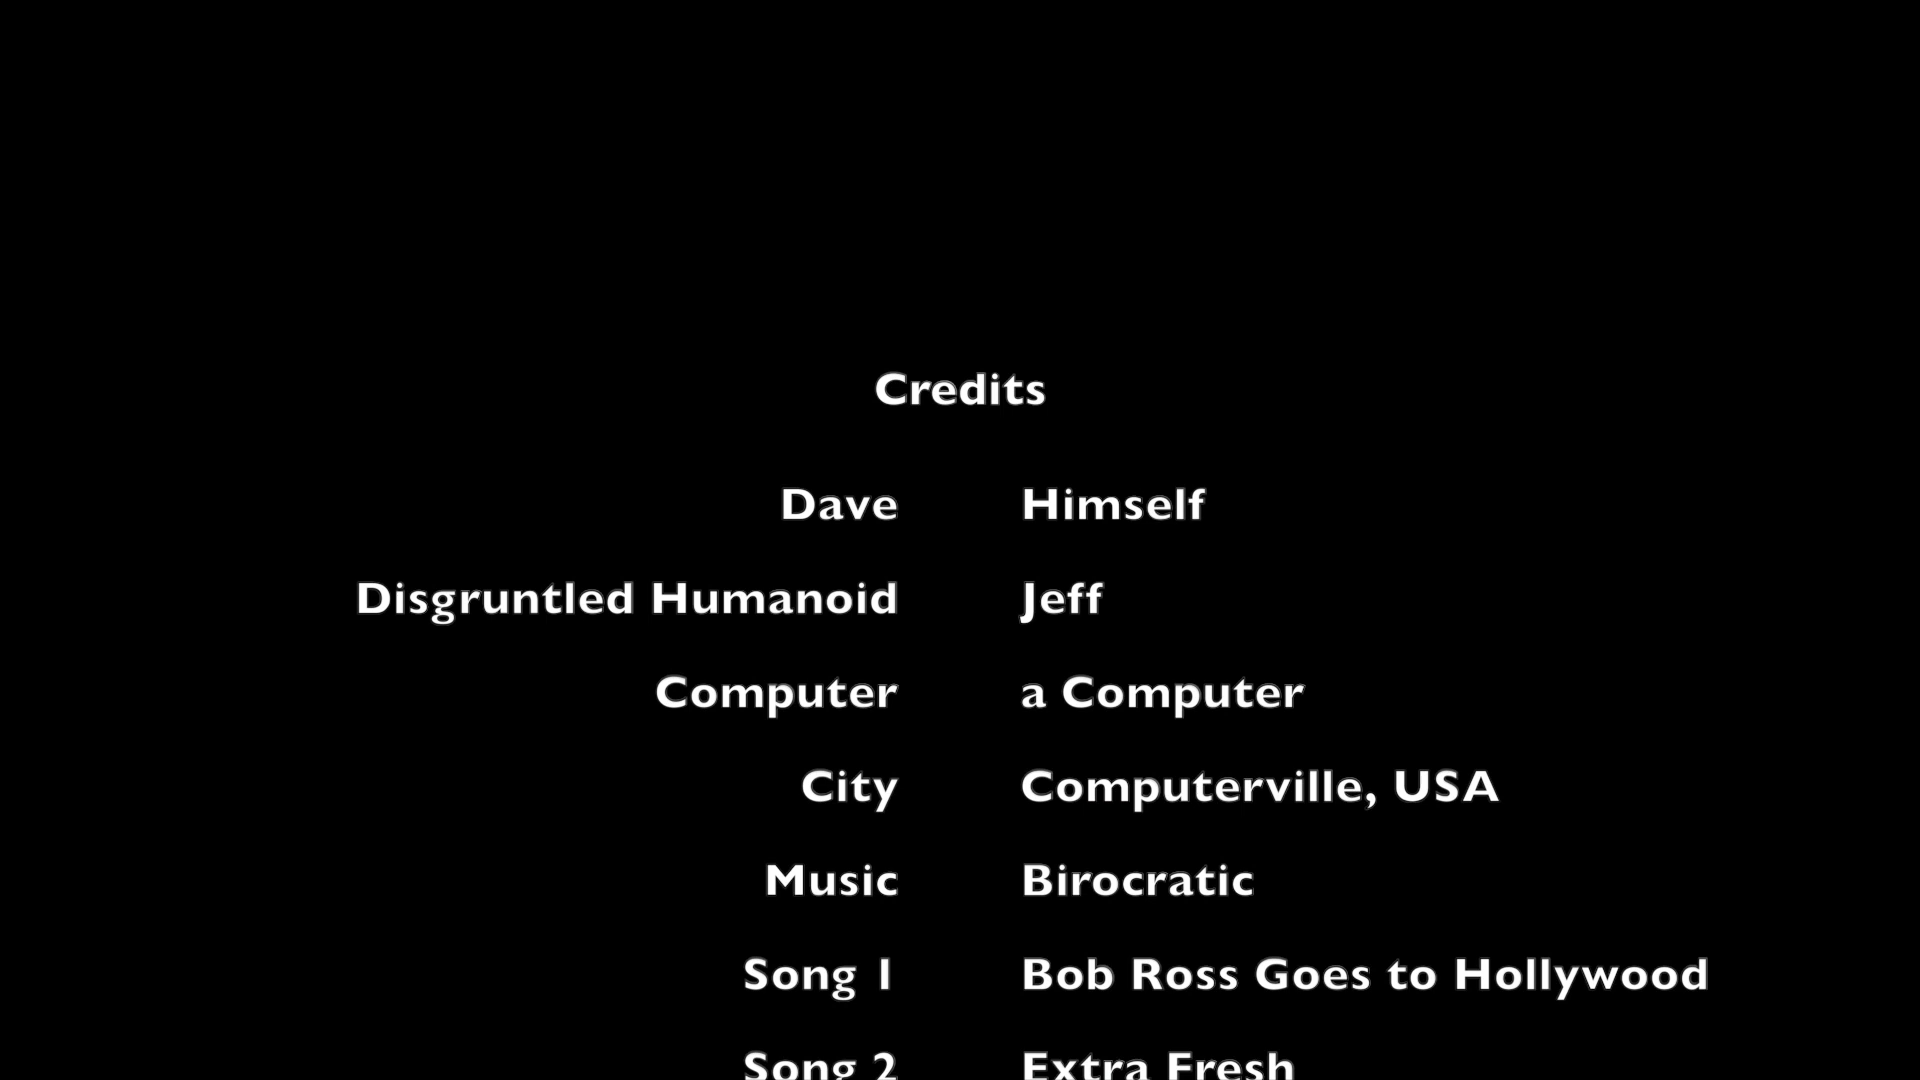 Credits
Dave Himself
Disgruntled Humanoid Jeff
Computer a Computer
City Computerville, USA
Music Birocratic
Song 1 Bob Ross Goes to Hollywood
Song 2 Extra Fresh